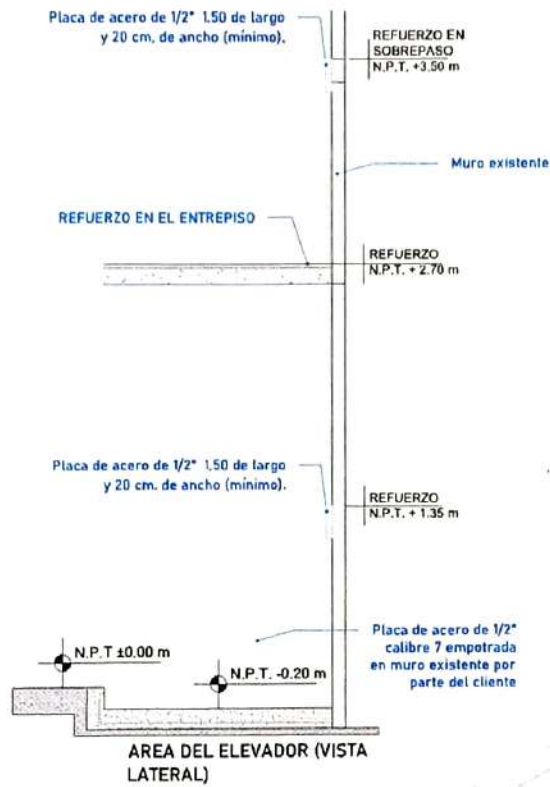 Placa de acero de 1/2" 1.50 de largo
y 20 cm. de ancho (mínimo).
REFUERZO EN
SOBREPASO
N.P.T. +3.50 m
Muro existente
REFUERZO EN EL ENTREPISO
REFUERZO
N.P.T. + 2.70 m
Placa de acero de 1/2" 1,50 de largo
y 20 cm. de ancho (mínimo).
REFUERZO
N.P.T. + 1.35 m
Placa de acero de 1/2"
calibre 7 empotrada
en muro existente por
parte del cliente
N.P.T ±0.00 m
N.P.T. -0.20 m
AREA DEL ELEVADOR (VISTA
LATERAL)